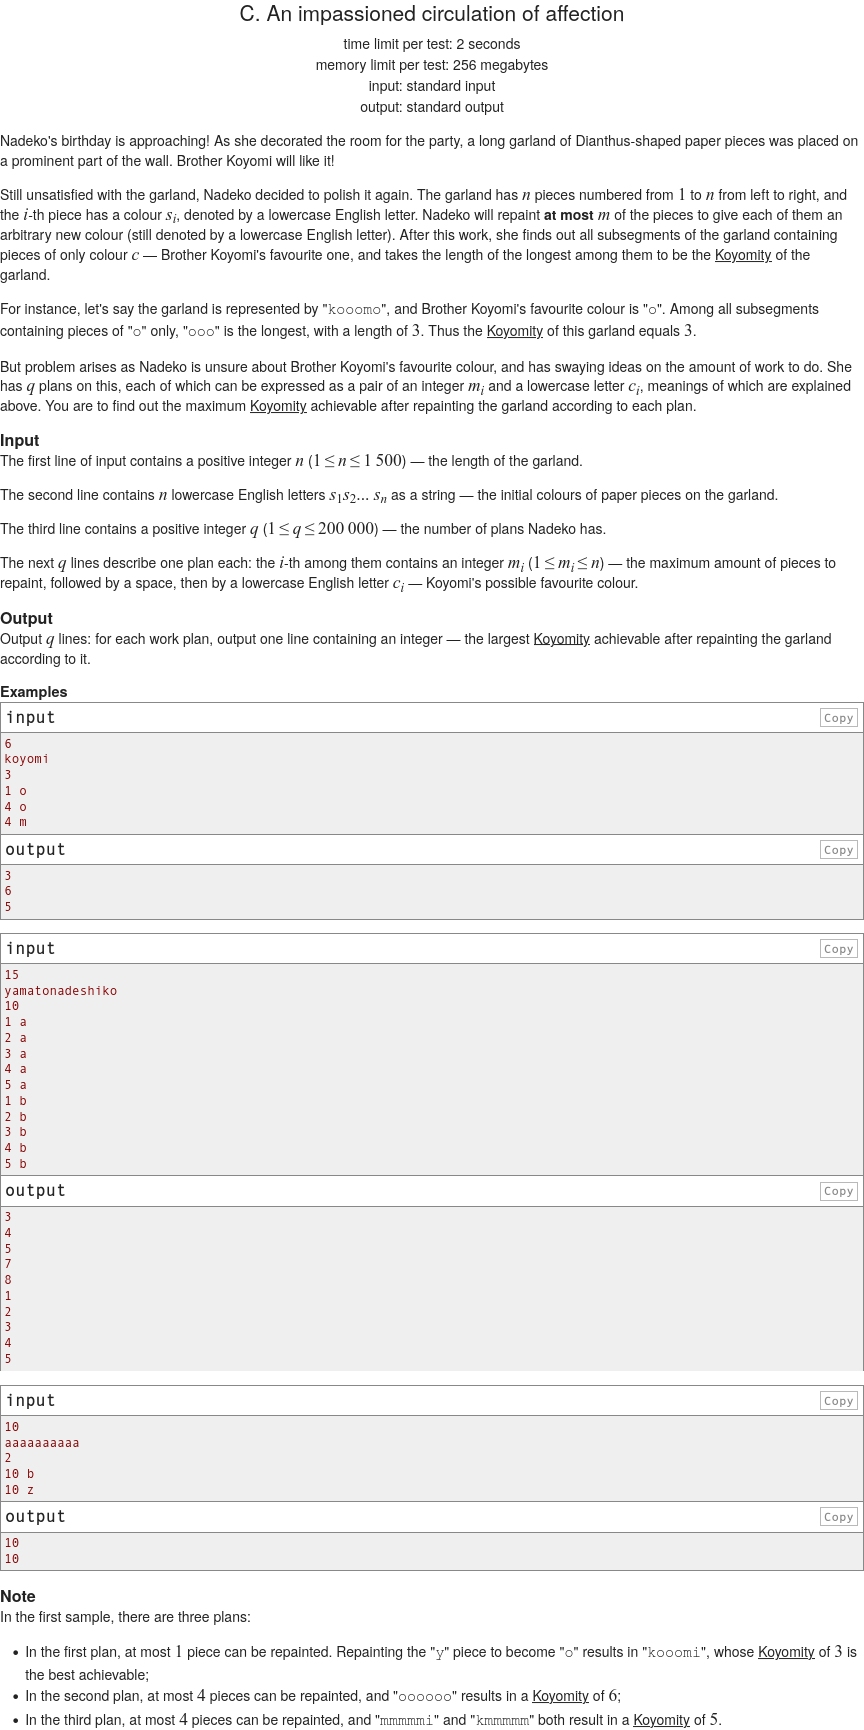 C. An impassioned circulation of affection
time limit per test: 2 seconds
memory limit per test: 256 megabytes
input: standard input
output: standard output
Nadeko's birthday is approaching! As she decorated the room for the party, a long garland of Dianthus-shaped paper pieces was placed on
a prominent part of the wall. Brother Koyomi will like it!
Still unsatisfied with the garland, Nadeko decided to polish it again. The garland has n pieces numbered from 1 to n from left to right, and
the i-th piece has a colour s_i, denoted by a lowercase English letter. Nadeko will repaint at most m of the pieces to give each of them an
arbitrary new colour (still denoted by a lowercase English letter). After this work, she finds out all subsegments of the garland containing
pieces of only colour c — Brother Koyomi's favourite one, and takes the length of the longest among them to be the Koyomity of the
garland.
For instance, let's say the garland is represented by "kooomo", and Brother Koyomi's favourite colour is "o". Among all subsegments
containing pieces of "o" only, "ooo" is the longest, with a length of 3. Thus the Koyomity of this garland equals 3.
But problem arises as Nadeko is unsure about Brother Koyomi's favourite colour, and has swaying ideas on the amount of work to do. She
has q plans on this, each of which can be expressed as a pair of an integer m_i and a lowercase letter c_i, meanings of which are explained
above. You are to find out the maximum Koyomity achievable after repainting the garland according to each plan.
Input
The first line of input contains a positive integer n (1 ≤ n ≤ 1 500) — the length of the garland.
The second line contains n lowercase English letters s_1s_2... s_n as a string — the initial colours of paper pieces on the garland.
The third line contains a positive integer q (1 ≤ q ≤ 200 000) — the number of plans Nadeko has.
The next q lines describe one plan each: the i-th among them contains an integer m_i (1 ≤ m_i ≤ n) — the maximum amount of pieces to
repaint, followed by a space, then by a lowercase English letter c_i — Koyomi's possible favourite colour.
Output
Output q lines: for each work plan, output one line containing an integer — the largest Koyomity achievable after repainting the garland
according to it.
Examples
input Copy
6
koyomi
3
1 o
4 o
4 m
output Copy
3
6
5
input Copy
15
yamatonadeshiko
10
1 a
2 a
3 a
4 a
5 a
1 b
2 b
3 b
4 b
5 b
output Copy
3
4
5
7
8
1
2
3
4
5
input Copy
10
aaaaaaaaaa
2
10 b
10 z
output Copy
10
10
Note
In the first sample, there are three plans:
• In the first plan, at most 1 piece can be repainted. Repainting the "y" piece to become "o" results in "kooomi", whose Koyomity of 3 is
the best achievable;
• In the second plan, at most 4 pieces can be repainted, and "oooooo" results in a Koyomity of 6;
• In the third plan, at most 4 pieces can be repainted, and "mmmmmi" and "kmmmmm" both result in a Koyomity of 5.